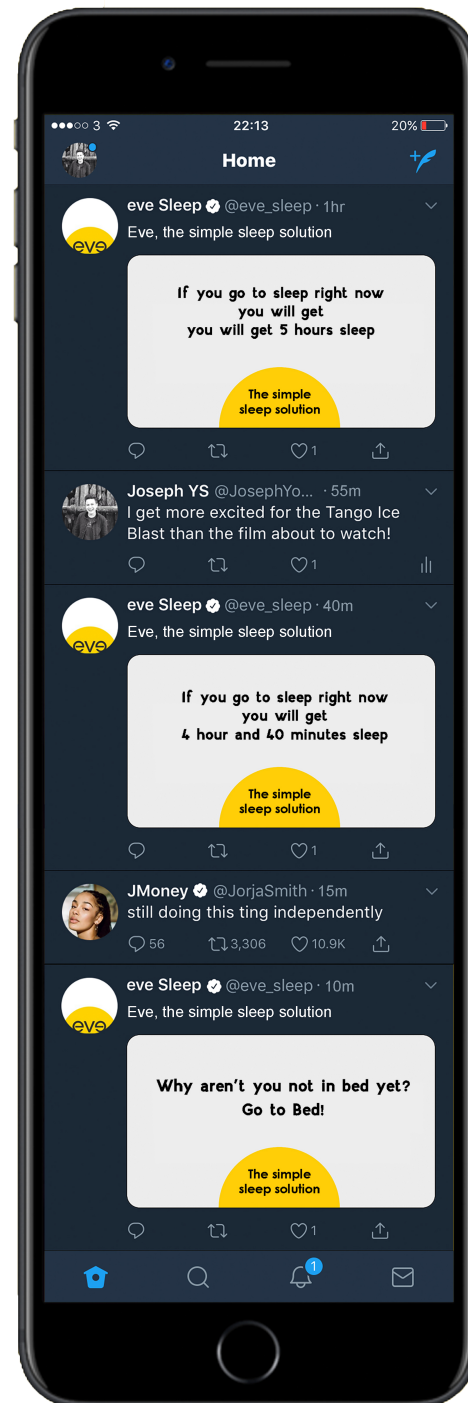 ●●●○○ 3 22:13 20%
Home
eve Sleep @eve_sleep · 1hr
Eve, the simple sleep solution
eve
If you go to sleep right now
you will get
you will get 5 hours sleep
The simple
sleep solution
1
Joseph YS @JosephYo... · 55m
I get more excited for the Tango Ice
Blast than the film about to watch!
1
eve Sleep @eve_sleep · 40m
Eve, the simple sleep solution
eve
If you go to sleep right now
you will get
4 hour and 40 minutes sleep
The simple
sleep solution
1
JMoney @JorjaSmith · 15m
still doing this ting independently
56 3,306 10.9K
eve Sleep @eve_sleep · 10m
Eve, the simple sleep solution
eve
Why aren't you not in bed yet?
Go to Bed!
The simple
sleep solution
1
1